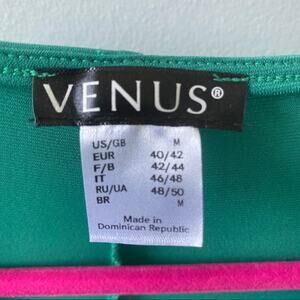 VENUS®
US/GB M
EUR 40/42
F/B 42/44
IT 46/48
RU/UA 48/50
BR M
Made in
Dominican Republic